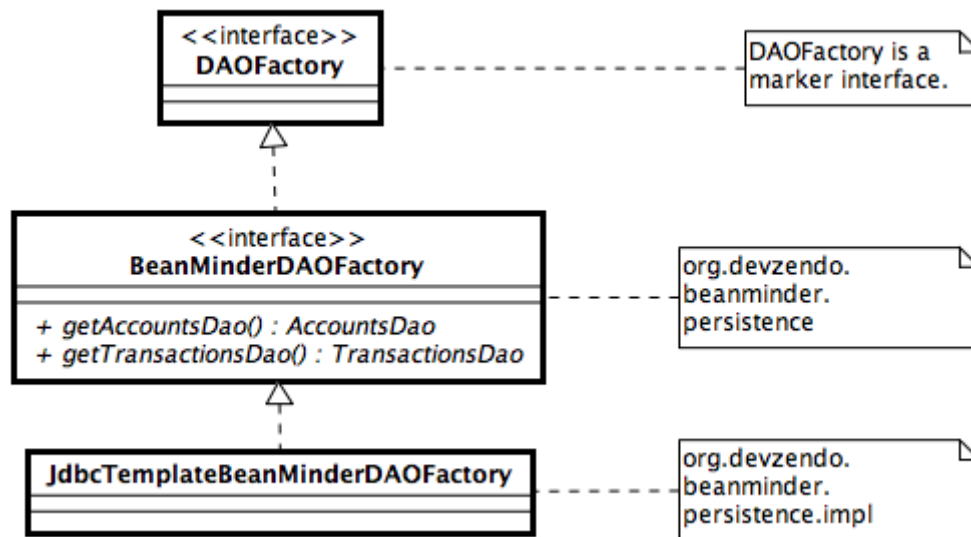 <<interface>>
DAOFactory
DAOFactory is a
marker interface.
<<interface>>
BeanMinderDAOFactory
+ getAccountsDao() : AccountsDao
+ getTransactionsDao() : TransactionsDao
org.devzendo.
beanminder.
persistence
JdbcTemplateBeanMinderDAOFactory
org.devzendo.
beanminder.
persistence.impl